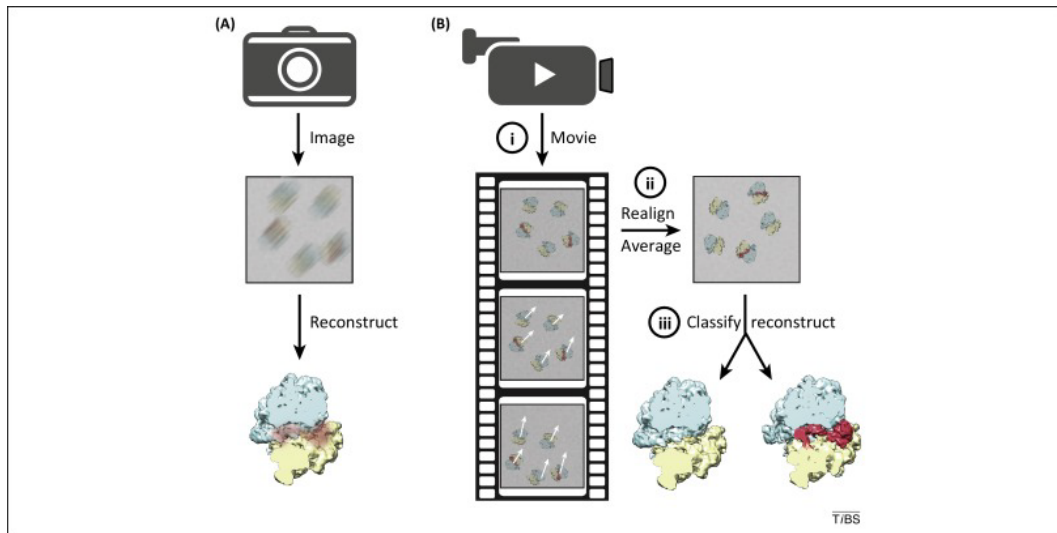 (A)
Image
Reconstruct
(B)
i
Movie
ii
Realign
Average
iii Classify reconstruct
TiBS